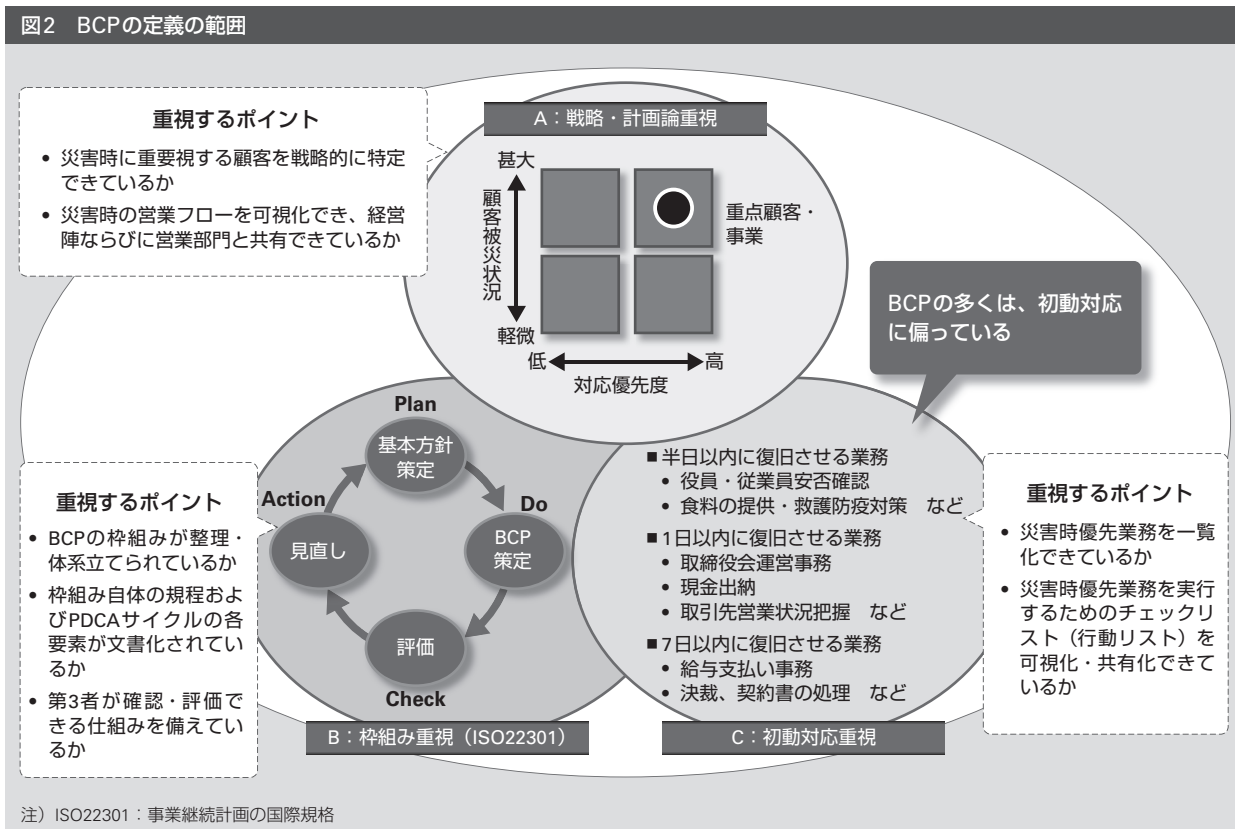 図2　BCPの定義の範囲
重視するポイント
• 災害時に重要視する顧客を戦略的に特定
できているか
• 災害時の営業フローを可視化でき、経営
陣ならびに営業部門と共有できているか
A：戦略・計画論重視
甚大
顧客被災状況
軽微
低
高
対応優先度
重点顧客・
事業
BCPの多くは、初動対応
に偏っている
Plan
基本方針
策定
Do
BCP
策定
Check
評価
Action
見直し
B：枠組み重視（ISO22301）
重視するポイント
• BCPの枠組みが整理・
体系立てられているか
• 枠組み自体の規程およ
びPDCAサイクルの各
要素が文書化されてい
るか
• 第3者が確認・評価で
きる仕組みを備えてい
るか
■半日以内に復旧させる業務
• 役員・従業員安否確認
• 食料の提供・救護防疫対策　など
■1日以内に復旧させる業務
• 取締役会運営事務
• 現金出納
• 取引先営業状況把握　など
■7日以内に復旧させる業務
• 給与支払い事務
• 決裁、契約書の処理　など
C：初動対応重視
重視するポイント
• 災害時優先業務を一覧
化できているか
• 災害時優先業務を実行
するためのチェックリ
スト（行動リスト）を
可視化・共有化できて
いるか
注）ISO22301：事業継続計画の国際規格